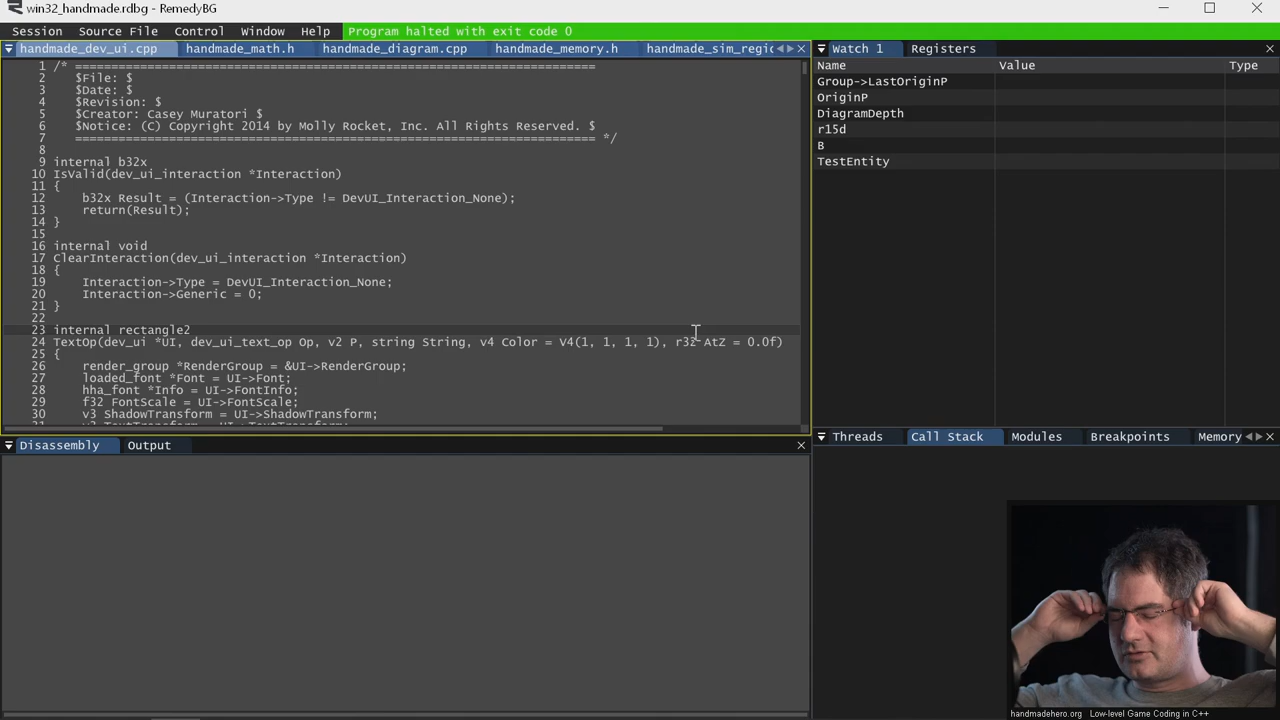 win32_handmade.rdbg - RemedyBG
Session Source File Control Window Help Program halted with exit code 0
handmade_dev_ui.cpp handmade_math.h handmade_diagram.cpp handmade_memory.h handmade_sim_regic
1 /* ========================================================================
2 $File: $
3 $Date: $
4 $Revision: $
5 $Creator: Casey Muratori $
6 $Notice: (C) Copyright 2014 by Molly Rocket, Inc. All Rights Reserved. $
7 ======================================================================== */
8
9 internal b32x
10 IsValid(dev_ui_interaction *Interaction)
11 {
12 b32x Result = (Interaction->Type != DevUI_Interaction_None);
13 return(Result);
14 }
15
16 internal void
17 ClearInteraction(dev_ui_interaction *Interaction)
18 {
19 Interaction->Type = DevUI_Interaction_None;
20 Interaction->Generic = 0;
21 }
22
23 internal rectangle2
24 TextOp(dev_ui *UI, dev_ui_text_op Op, v2 P, string String, v4 Color = V4(1, 1, 1, 1), r32 AtZ = 0.0f)
25 {
26 render_group *RenderGroup = &UI->RenderGroup;
27 loaded_font *Font = UI->Font;
28 hha_font *Info = UI->FontInfo;
29 f32 FontScale = UI->FontScale;
30 v3 ShadowTransform = UI->ShadowTransform;
Watch 1 Registers
Name Value Type
Group->LastOriginP
OriginP
DiagramDepth
r15d
B
TestEntity
Disassembly Output
Threads Call Stack Modules Breakpoints Memory
handmadehero.org Low-level Game Coding in C++